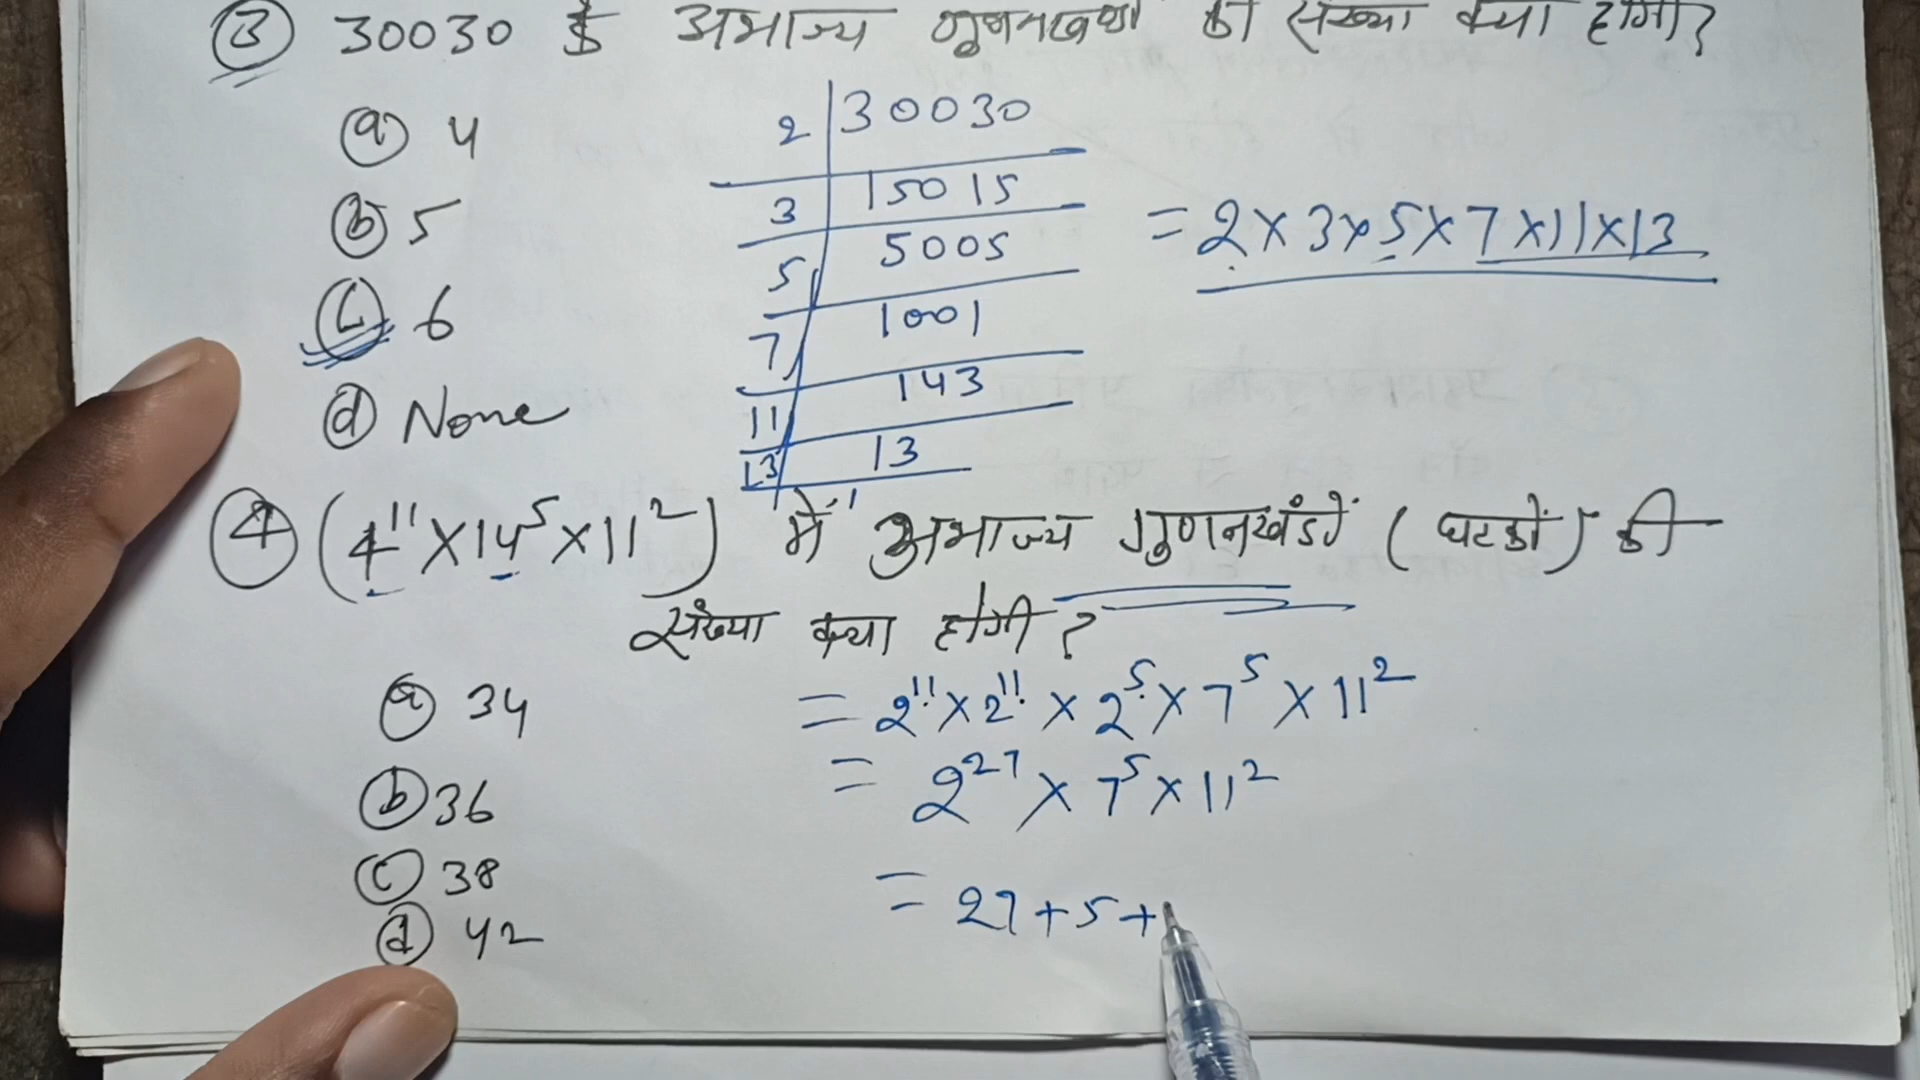 ③ 30030 के अभाज्य गुणनखण्डों की संख्या क्या होगी?
ⓐ 4
ⓑ 5
ⓒ 6
ⓓ None
2 | 30030
3 | 15015
5 | 5005
7 | 1001
11 | 143
13 | 13
1
= 2 × 3 × 5 × 7 × 11 × 13
④ (4¹¹ × 14⁵ × 11²) में अभाज्य गुणनखंडों (घटकों) की
संख्या क्या होगी?
ⓐ 34
ⓑ 36
ⓒ 38
ⓓ 42
= 2¹¹ × 2¹¹ × 2⁵ × 7⁵ × 11²
= 2²⁷ × 7⁵ × 11²
= 27 + 5 +